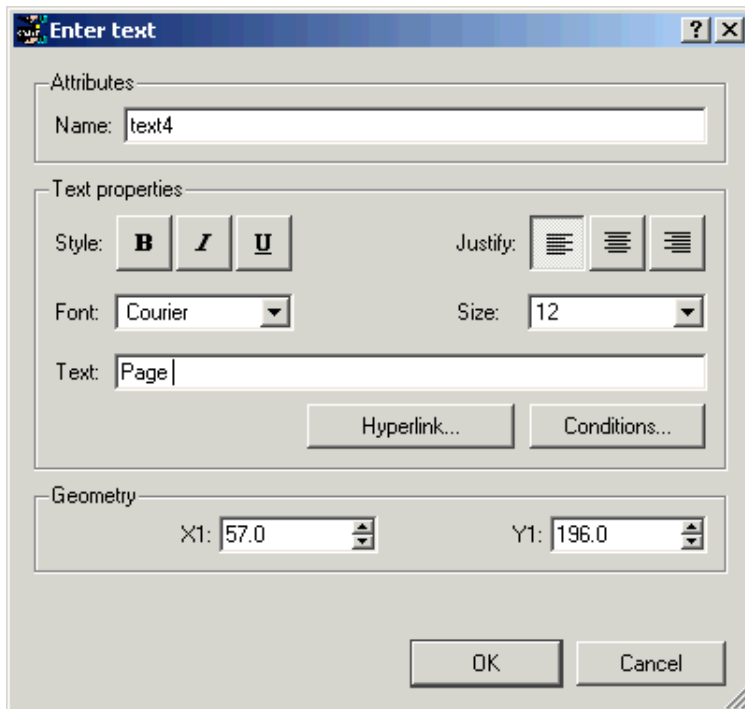 Enter text
Attributes
Name: text4
Text properties
Style: B I U Justify:
Font: Courier Size: 12
Text: Page
Hyperlink... Conditions...
Geometry
X1: 57.0 Y1: 196.0
OK Cancel